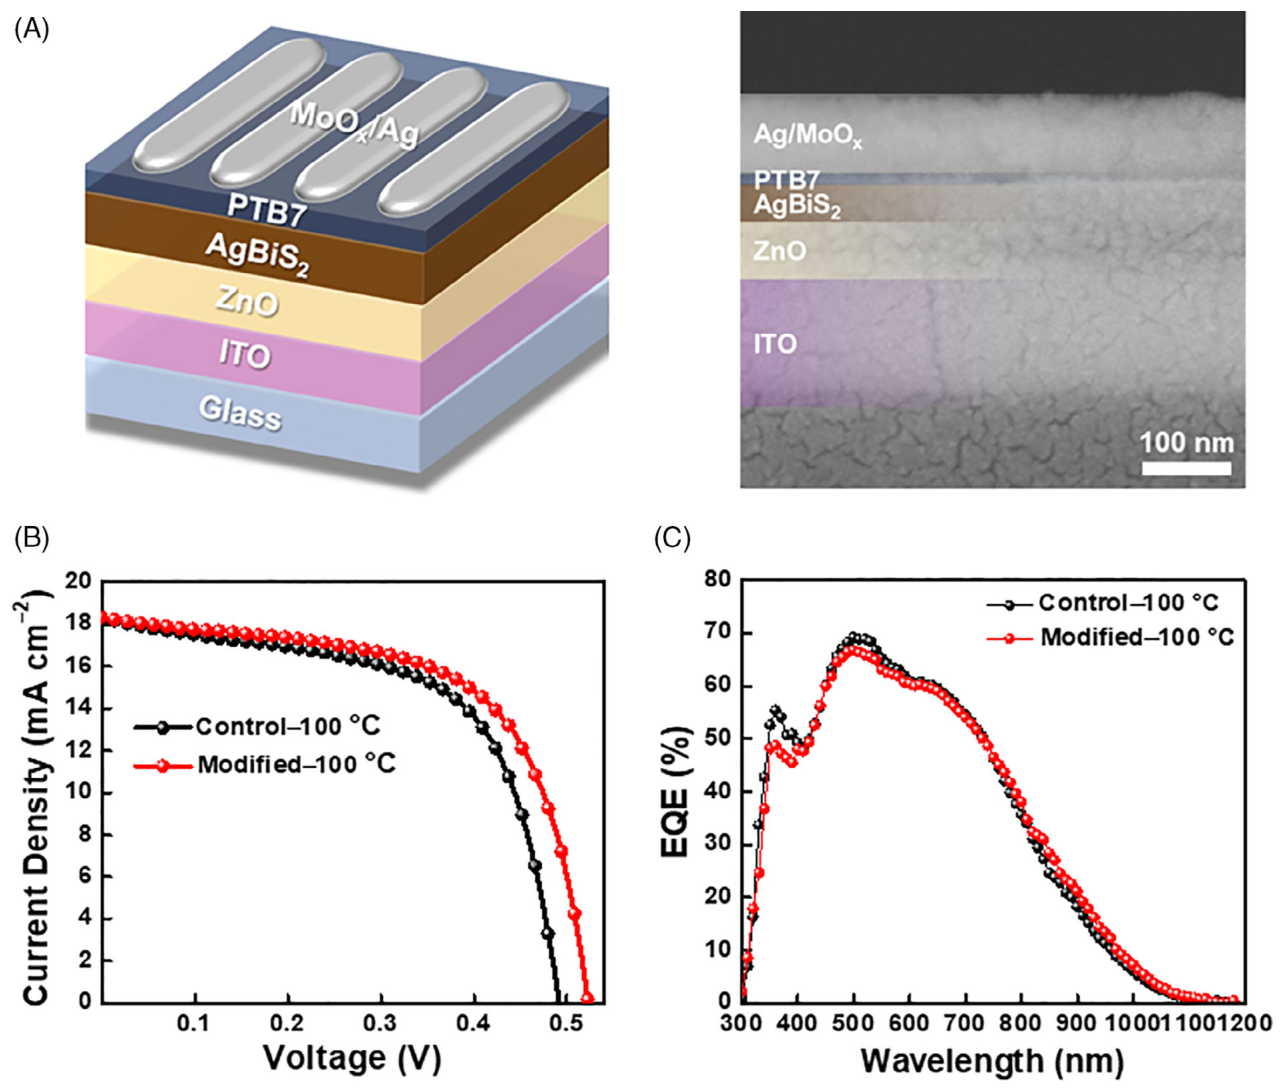 (A)
MoOₓ/Ag
PTB7
AgBiS₂
ZnO
ITO
Glass
Ag/MoOₓ
PTB7
AgBiS₂
ZnO
ITO
100 nm
(B)
20
18
16
14
12
10
8
6
4
2
0
Current Density (mA cm⁻²)
Control–100 °C
Modified–100 °C
0.1 0.2 0.3 0.4 0.5
Voltage (V)
(C)
80
70
60
50
40
30
20
10
0
EQE (%)
Control–100 °C
Modified–100 °C
300 400 500 600 700 800 900 1000 1100 1200
Wavelength (nm)